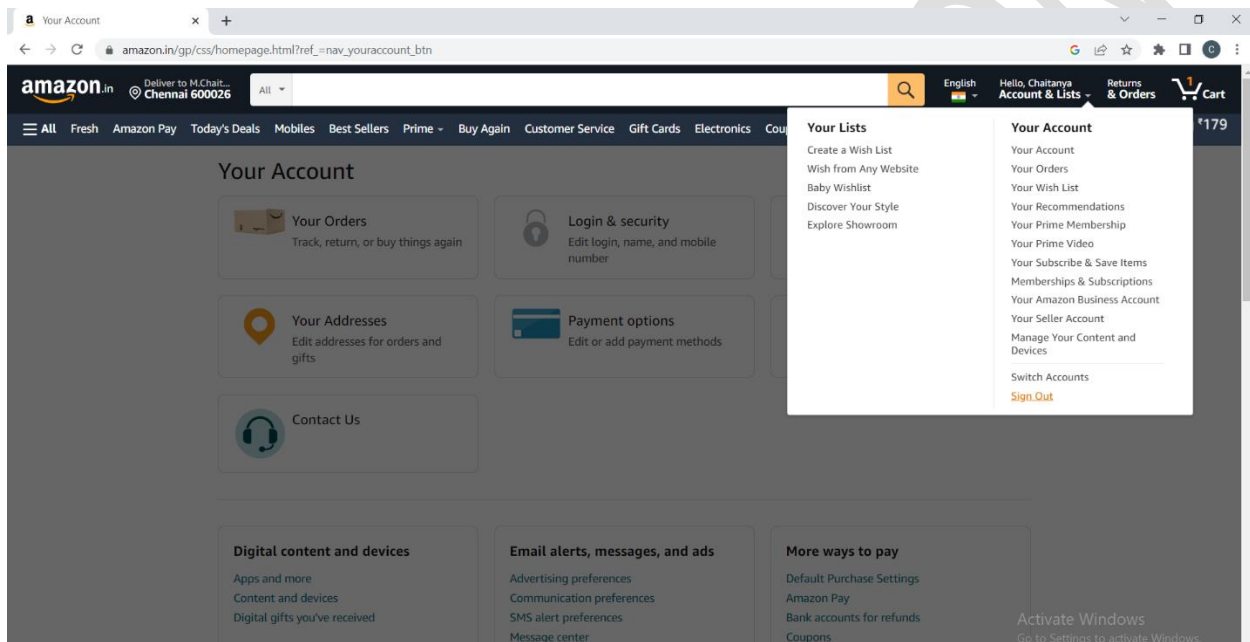 Your Account
amazon.in/gp/css/homepage.html?ref_=nav_youraccount_btn
G
C
amazon.in
Deliver to M.Chait...
Chennai 600026
All
English
Hello, Chaitanya
Account & Lists
Returns
& Orders
1
Cart
All Fresh Amazon Pay Today's Deals Mobiles Best Sellers Prime Buy Again Customer Service Gift Cards Electronics
₹179
Your Lists
Create a Wish List
Wish from Any Website
Baby Wishlist
Discover Your Style
Explore Showroom
Your Account
Your Account
Your Orders
Your Wish List
Your Recommendations
Your Prime Membership
Your Prime Video
Your Subscribe & Save Items
Memberships & Subscriptions
Your Amazon Business Account
Your Seller Account
Manage Your Content and
Devices
Switch Accounts
Sign Out
Your Account
Your Orders
Track, return, or buy things again
Login & security
Edit login, name, and mobile
number
Your Addresses
Edit addresses for orders and
gifts
Payment options
Edit or add payment methods
Contact Us
Digital content and devices
Apps and more
Content and devices
Digital gifts you've received
Email alerts, messages, and ads
Advertising preferences
Communication preferences
SMS alert preferences
Message center
More ways to pay
Default Purchase Settings
Amazon Pay
Bank accounts for refunds
Coupons
Activate Windows
Go to Settings to activate Windows.